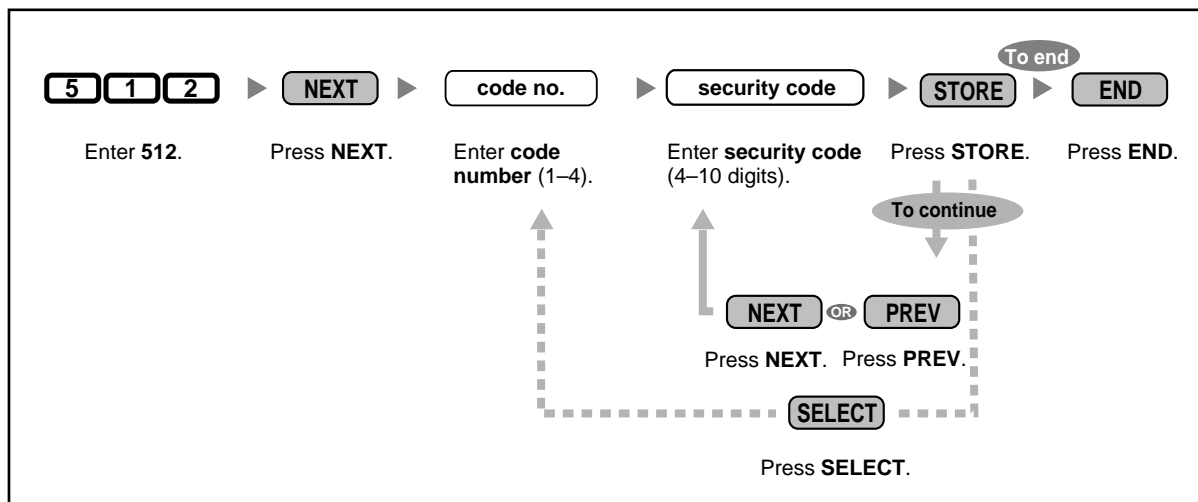 To end
5 1 2 NEXT code no. security code STORE END
Enter 512. Press NEXT. Enter code number (1–4). Enter security code (4–10 digits). Press STORE. Press END.
To continue
NEXT OR PREV
Press NEXT. Press PREV.
SELECT
Press SELECT.